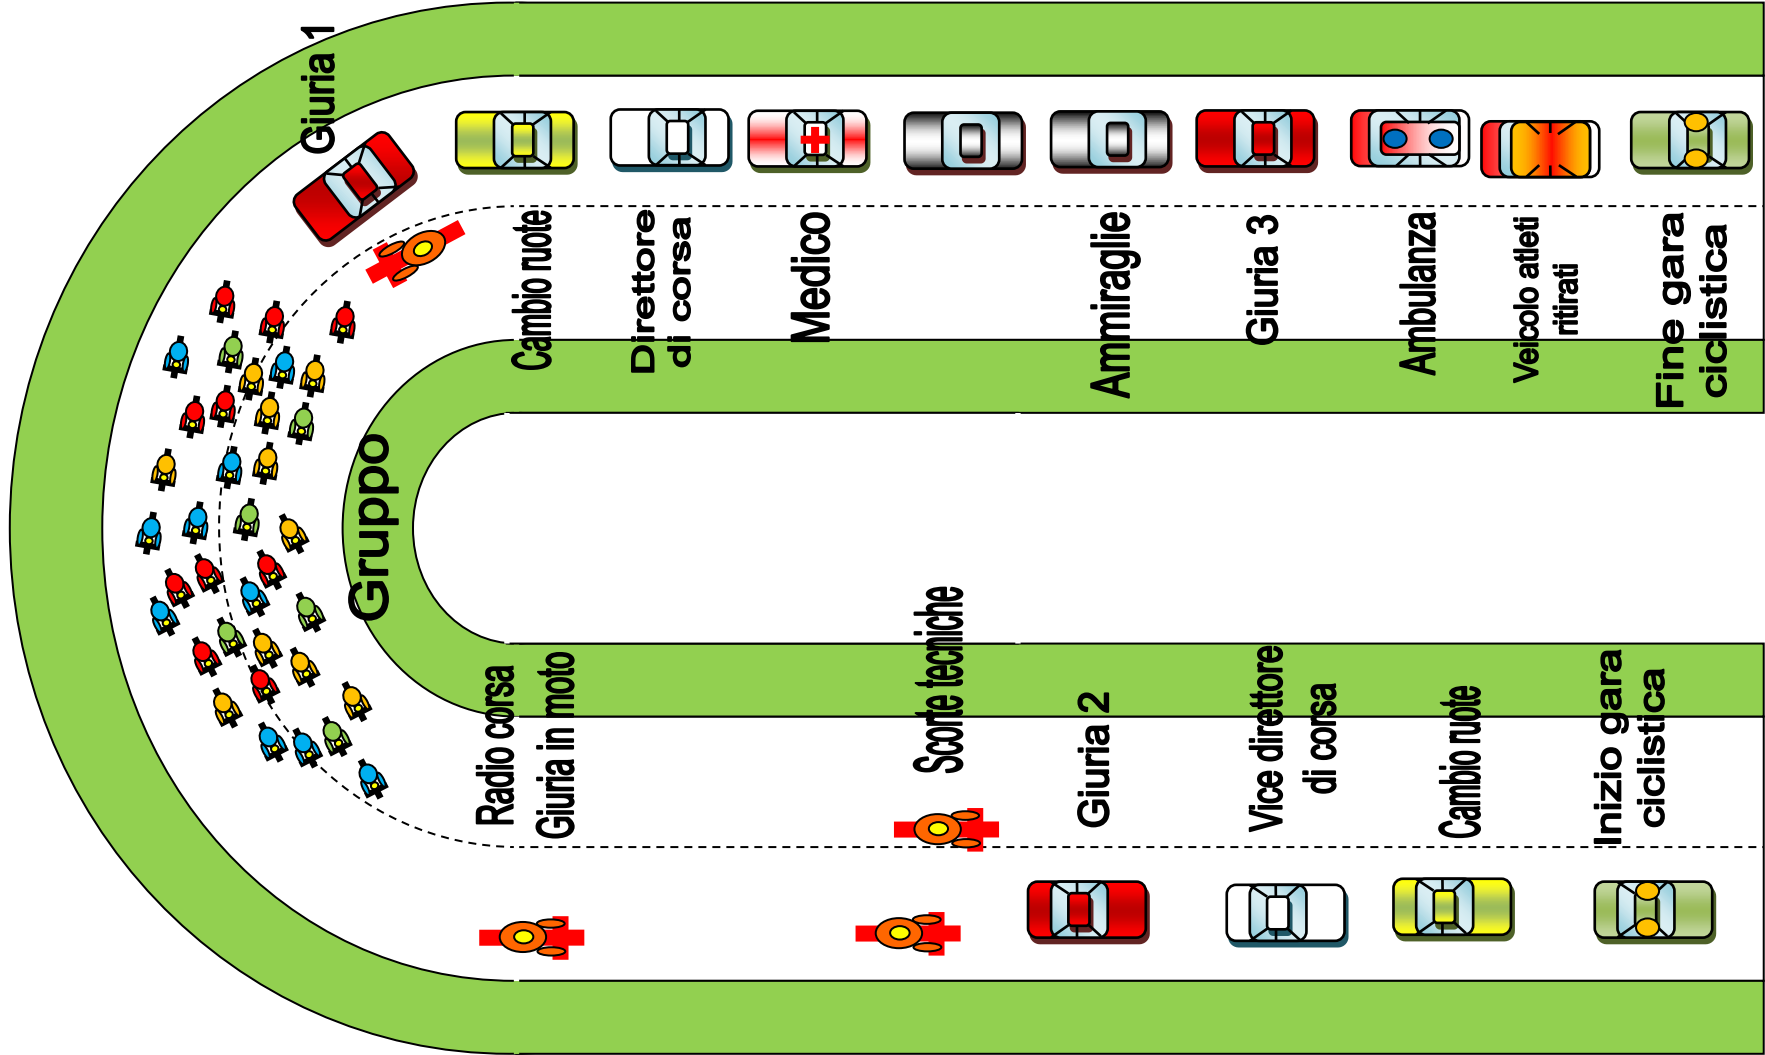 Giuria 1
Cambio ruote
Direttore
di corsa
Medico
Ammiraglie
Giuria 3
Ambulanza
Veicolo atleti
ritirati
Fine gara
ciclistica
Gruppo
Radio corsa
Giuria in moto
Scorte tecniche
Giuria 2
Vice direttore
di corsa
Cambio ruote
Inizio gara
ciclistica